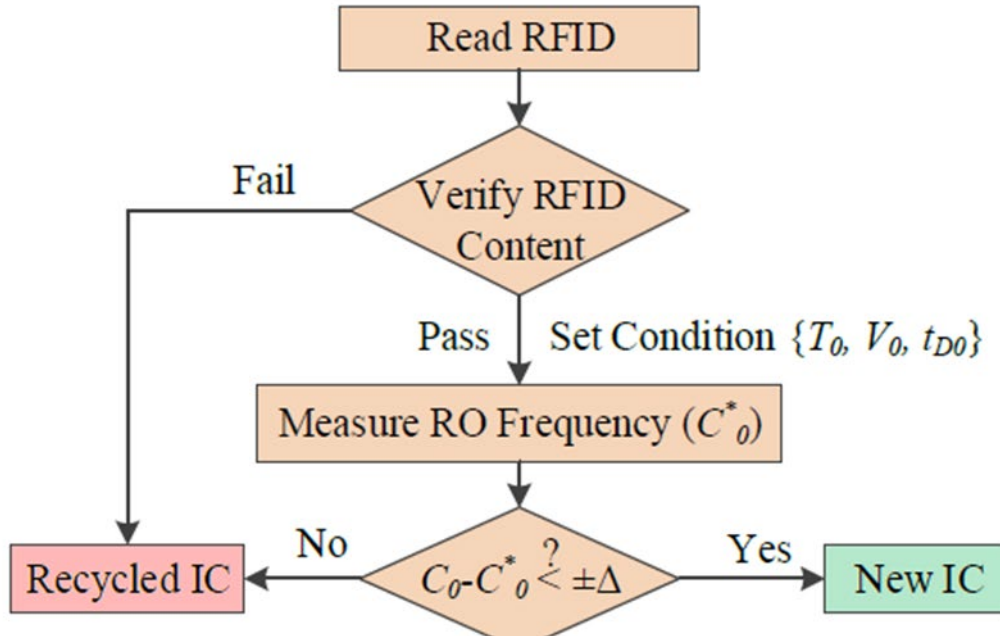 Read RFID
Fail
Verify RFID
Content
Pass
Set Condition {T₀, V₀, t_D0}
Measure RO Frequency (C*₀)
No
Yes
Recycled IC
C₀-C*₀ <? ±Δ
New IC